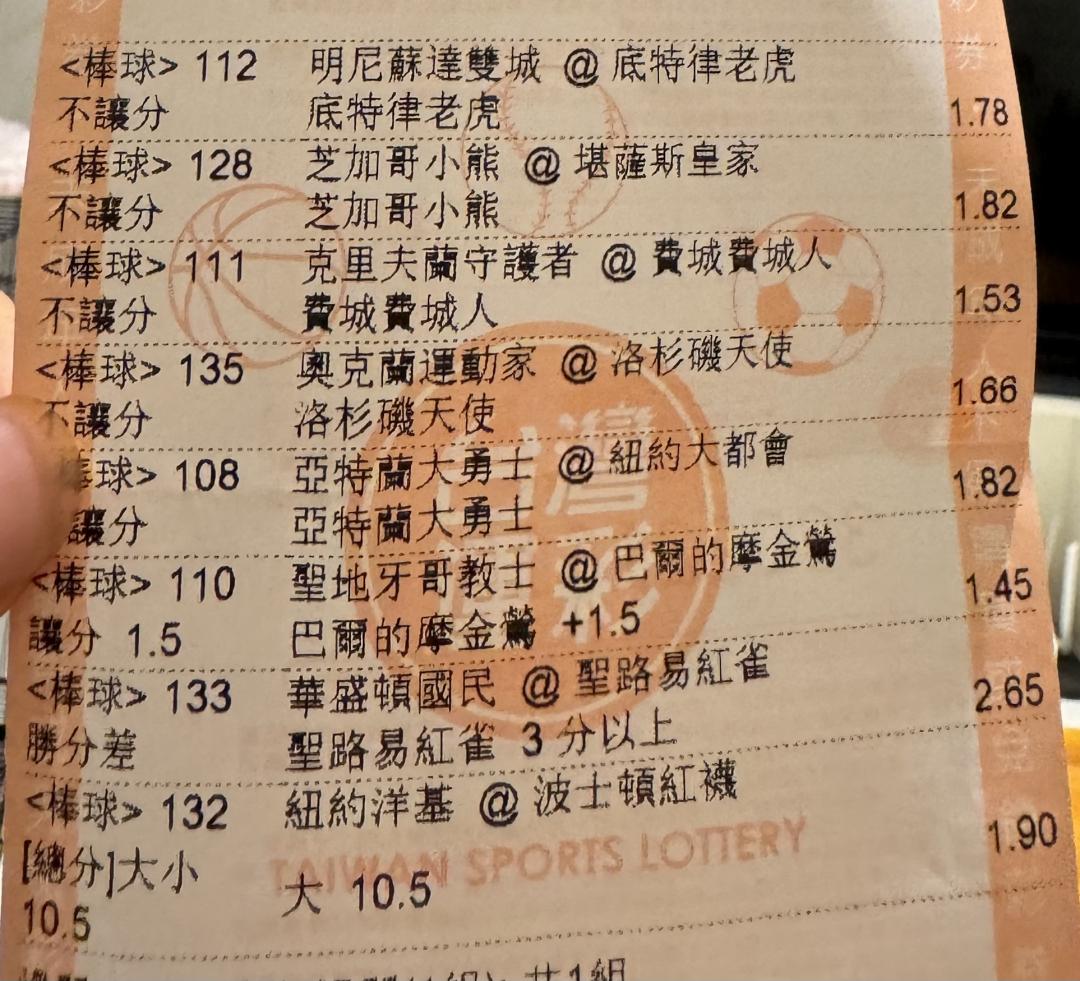 <棒球> 112 明尼蘇達雙城 @ 底特律老虎
不讓分 底特律老虎 1.78
<棒球> 128 芝加哥小熊 @ 堪薩斯皇家
不讓分 芝加哥小熊 1.82
<棒球> 111 克里夫蘭守護者 @ 費城費城人
不讓分 費城費城人 1.53
<棒球> 135 奧克蘭運動家 @ 洛杉磯天使
不讓分 洛杉磯天使 1.66
棒球> 108 亞特蘭大勇士 @ 紐約大都會
讓分 亞特蘭大勇士 1.82
<棒球> 110 聖地牙哥教士 @ 巴爾的摩金鶯
讓分 1.5 巴爾的摩金鶯 +1.5 1.45
<棒球> 133 華盛頓國民 @ 聖路易紅雀
勝分差 聖路易紅雀 3 分以上 2.65
<棒球> 132 紐約洋基 @ 波士頓紅襪
[總分]大小 大 10.5 1.90
10.5
TAIWAN SPORTS LOTTERY
共1組